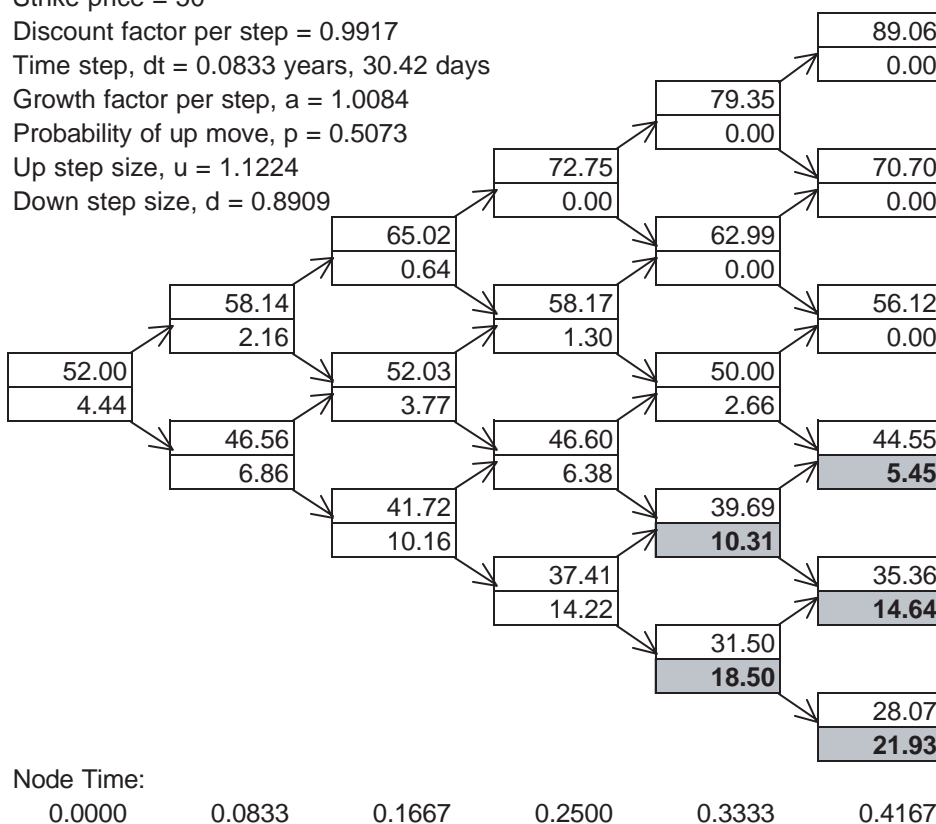 Strike price = 50
Discount factor per step = 0.9917 89.06
Time step, dt = 0.0833 years, 30.42 days 0.00
Growth factor per step, a = 1.0084 79.35
Probability of up move, p = 0.5073 0.00
Up step size, u = 1.1224 72.75 70.70
Down step size, d = 0.8909 0.00 0.00
65.02 62.99
0.64 0.00
58.14 58.17 56.12
2.16 1.30 0.00
52.00 52.03 50.00
4.44 3.77 2.66
46.56 46.60 44.55
6.86 6.38 5.45
41.72 39.69
10.16 10.31
37.41 35.36
14.22 14.64
31.50
18.50
28.07
21.93
Node Time:
0.0000 0.0833 0.1667 0.2500 0.3333 0.4167